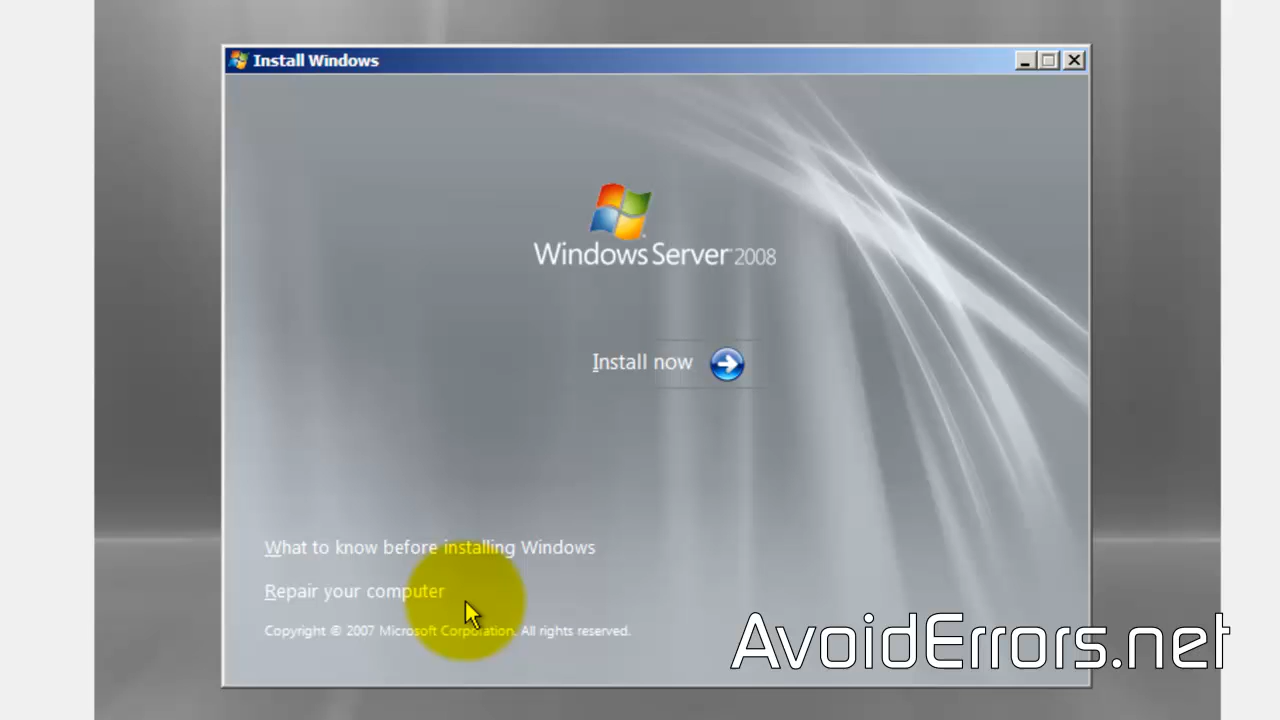 Install Windows
Windows Server 2008
Install now
What to know before installing Windows
Repair your computer
Copyright © 2007 Microsoft Corporation. All rights reserved.
AvoidErrors.net